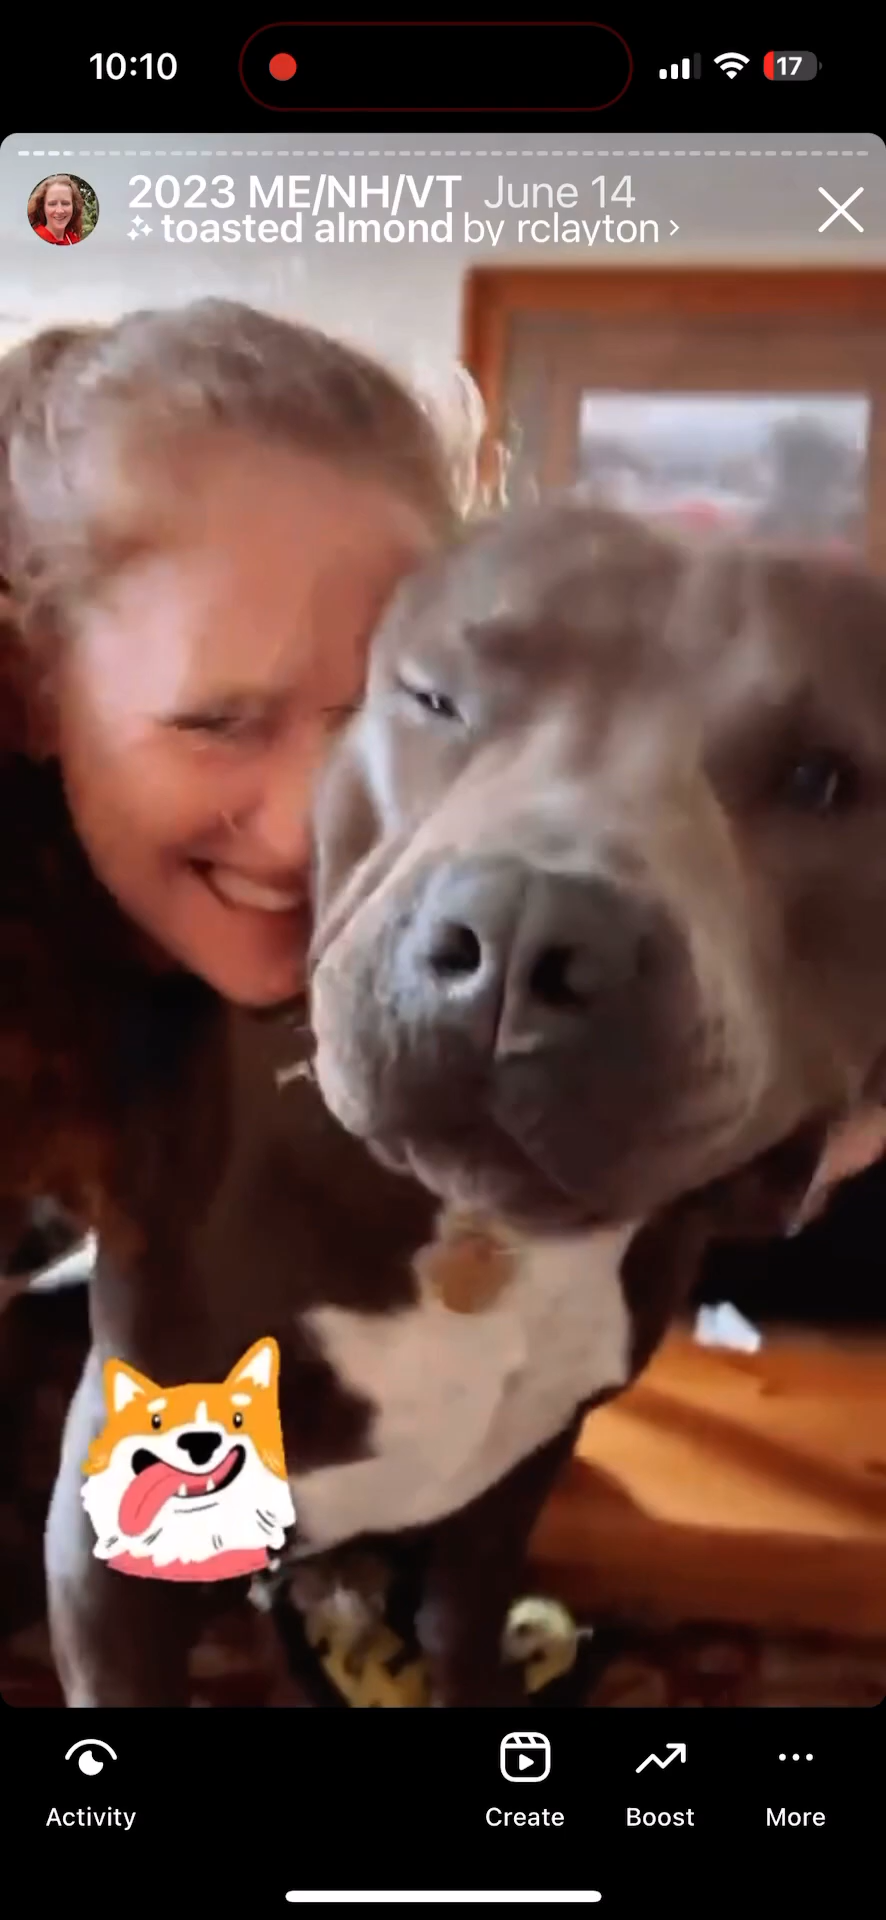 10:10
17
2023 ME/NH/VT June 14
toasted almond by rclayton >
Activity
Create
Boost
More